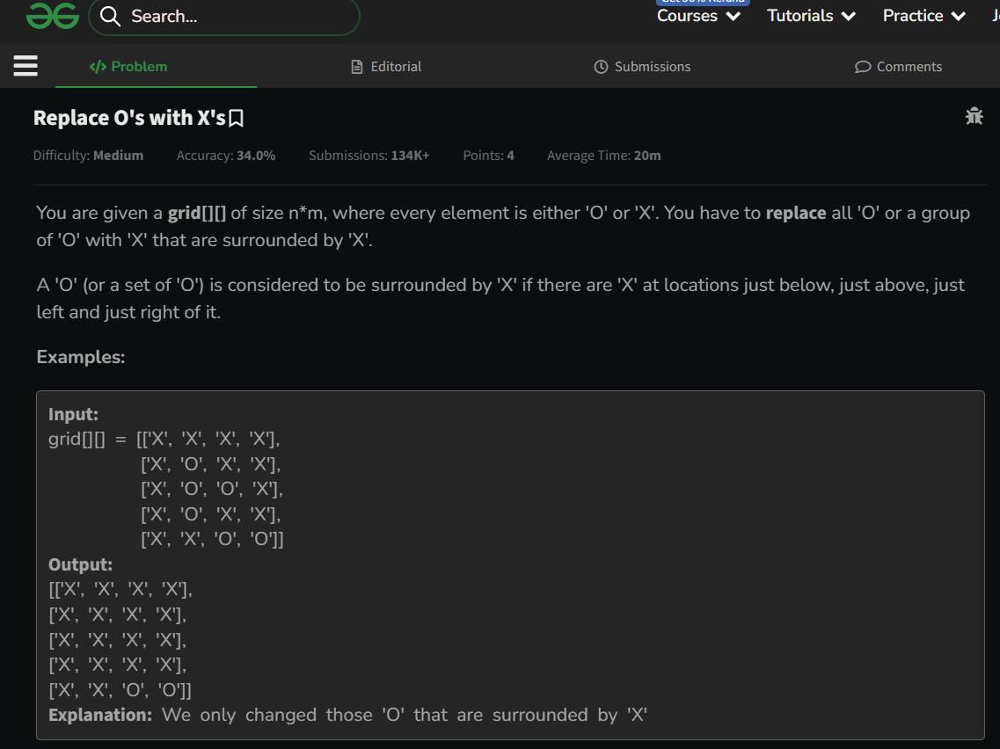 Search...
Get 90% Refund
Courses
Tutorials
Practice
</> Problem
Editorial
Submissions
Comments
Replace O's with X's
Difficulty: Medium Accuracy: 34.0% Submissions: 134K+ Points: 4 Average Time: 20m
You are given a grid[][] of size n*m, where every element is either 'O' or 'X'. You have to replace all 'O' or a group
of 'O' with 'X' that are surrounded by 'X'.
A 'O' (or a set of 'O') is considered to be surrounded by 'X' if there are 'X' at locations just below, just above, just
left and just right of it.
Examples:
Input:
grid[][] = [['X', 'X', 'X', 'X'],
['X', 'O', 'X', 'X'],
['X', 'O', 'O', 'X'],
['X', 'O', 'X', 'X'],
['X', 'X', 'O', 'O']]
Output:
[['X', 'X', 'X', 'X'],
['X', 'X', 'X', 'X'],
['X', 'X', 'X', 'X'],
['X', 'X', 'X', 'X'],
['X', 'X', 'O', 'O']]
Explanation: We only changed those 'O' that are surrounded by 'X'